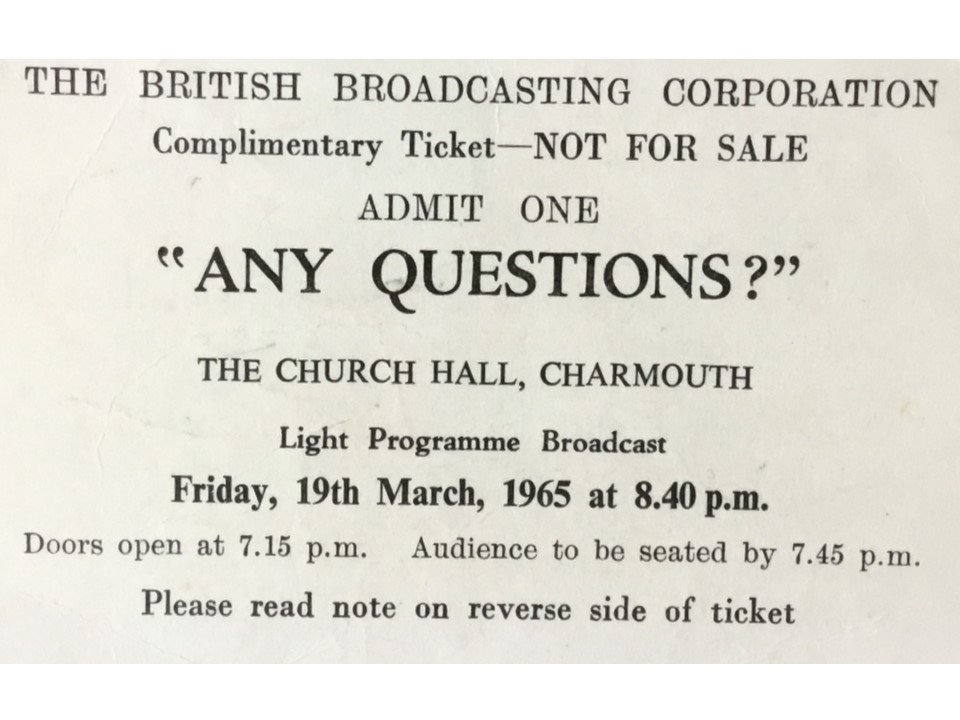 THE BRITISH BROADCASTING CORPORATION
Complimentary Ticket—NOT FOR SALE
ADMIT ONE
“ANY QUESTIONS?”
THE CHURCH HALL, CHARMOUTH
Light Programme Broadcast
Friday, 19th March, 1965 at 8.40 p.m.
Doors open at 7.15 p.m. Audience to be seated by 7.45 p.m.
Please read note on reverse side of ticket